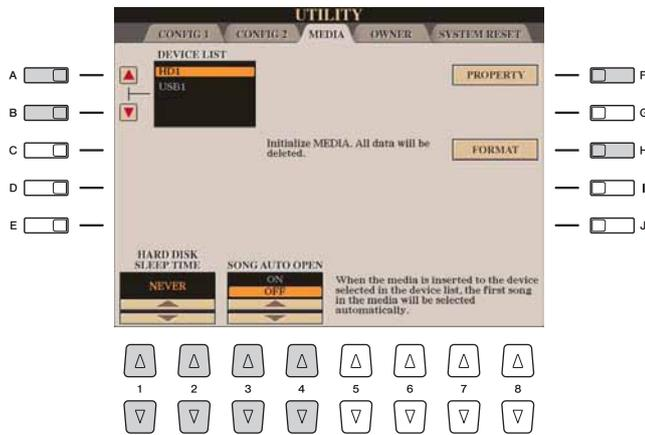 UTILITY
CONFIG 1 CONFIG 2 MEDIA OWNER SYSTEM RESET
DEVICE LIST
HD1
USB1
PROPERTY
Initialize MEDIA. All data will be
deleted.
FORMAT
A
B
C
D
E
F
G
H
I
J
HARD DISK
SLEEP TIME
NEVER
SONG AUTO OPEN
ON
OFF
When the media is inserted to the device
selected in the device list, the first song
in the media will be selected
automatically.
1 2 3 4 5 6 7 8